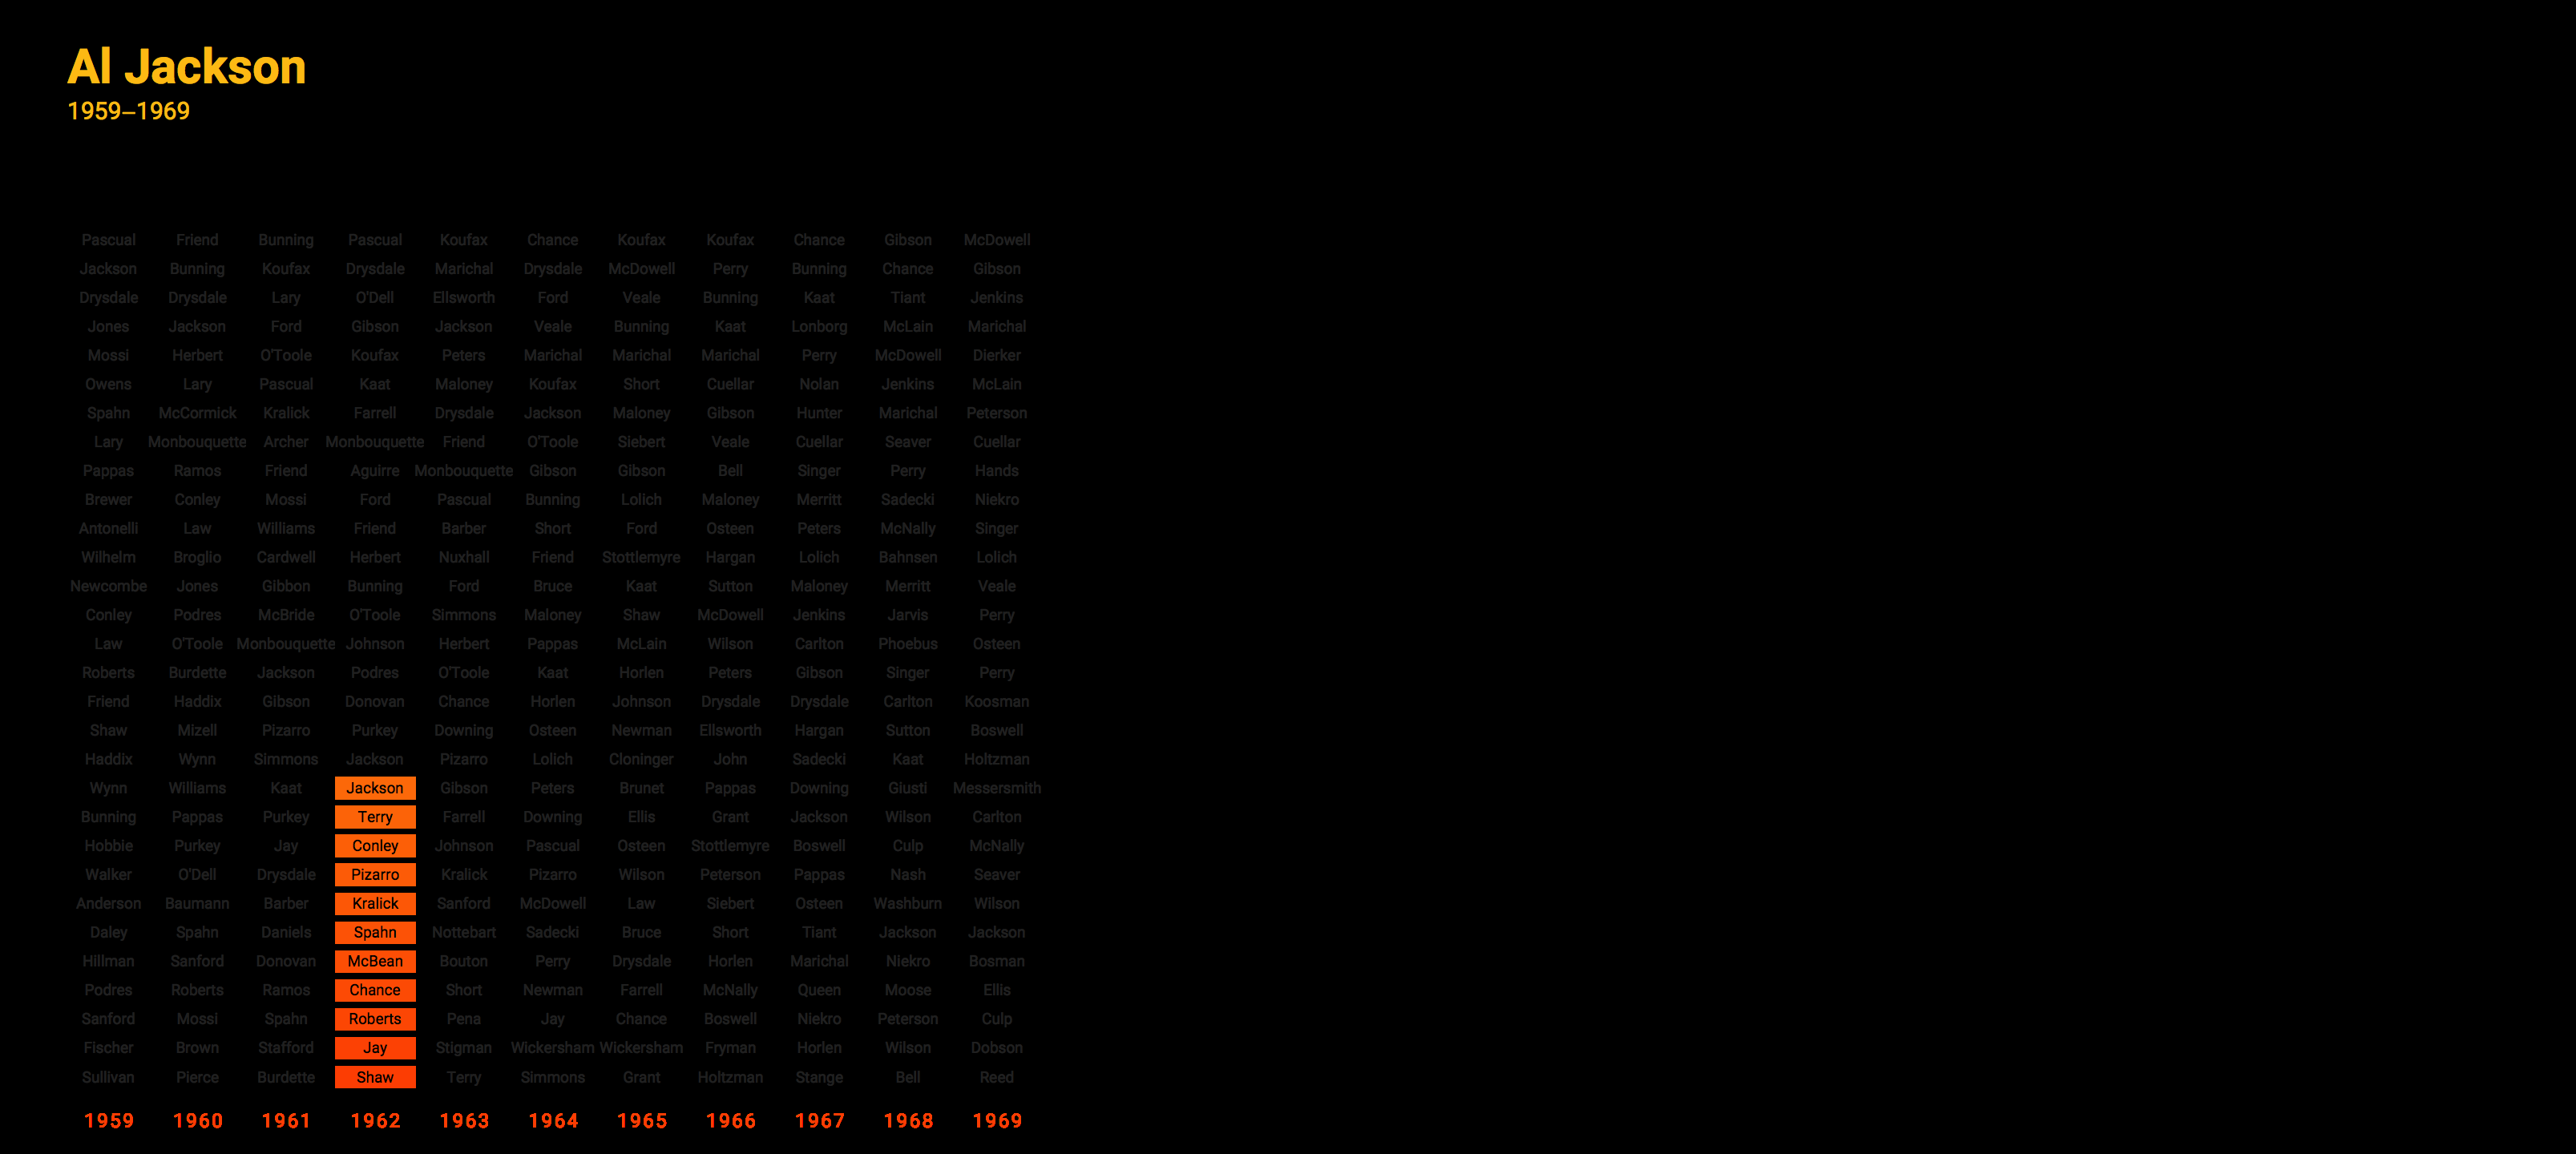 Al Jackson
1959–1969
Pascual Friend Bunning Pascual Koufax Chance Koufax Koufax Chance Gibson McDowell
Jackson Bunning Koufax Drysdale Marichal Drysdale McDowell Perry Bunning Chance Gibson
Drysdale Drysdale Lary O'Dell Ellsworth Ford Veale Bunning Kaat Tiant Jenkins
Jones Jackson Ford Gibson Jackson Veale Bunning Kaat Lonborg McLain Marichal
Mossi Herbert O'Toole Koufax Peters Marichal Marichal Marichal Perry McDowell Dierker
Owens Lary Pascual Kaat Maloney Koufax Short Cuellar Nolan Jenkins McLain
Spahn McCormick Kralick Farrell Drysdale Jackson Maloney Gibson Hunter Marichal Peterson
Lary Monbouquette Archer Monbouquette Friend O'Toole Siebert Veale Cuellar Seaver Cuellar
Pappas Ramos Friend Aguirre Monbouquette Gibson Gibson Bell Singer Perry Hands
Brewer Conley Mossi Ford Pascual Bunning Lolich Maloney Merritt Sadecki Niekro
Antonelli Law Williams Friend Barber Short Ford Osteen Peters McNally Singer
Wilhelm Broglio Cardwell Herbert Nuxhall Friend Stottlemyre Hargan Lolich Bahnsen Lolich
Newcombe Jones Gibbon Bunning Ford Bruce Kaat Sutton Maloney Merritt Veale
Conley Podres McBride O'Toole Simmons Maloney Shaw McDowell Jenkins Jarvis Perry
Law O'Toole Monbouquette Johnson Herbert Pappas McLain Wilson Carlton Phoebus Osteen
Roberts Burdette Jackson Podres O'Toole Kaat Horlen Peters Gibson Singer Perry
Friend Haddix Gibson Donovan Chance Horlen Johnson Drysdale Drysdale Carlton Koosman
Shaw Mizell Pizarro Purkey Downing Osteen Newman Ellsworth Hargan Sutton Boswell
Haddix Wynn Simmons Jackson Pizarro Lolich Cloninger John Sadecki Kaat Holtzman
Wynn Williams Kaat Jackson Gibson Peters Brunet Pappas Downing Giusti Messersmith
Bunning Pappas Purkey Terry Farrell Downing Ellis Grant Jackson Wilson Carlton
Hobbie Purkey Jay Conley Johnson Pascual Osteen Stottlemyre Boswell Culp McNally
Walker O'Dell Drysdale Pizarro Kralick Pizarro Wilson Peterson Pappas Nash Seaver
Anderson Baumann Barber Kralick Sanford McDowell Law Siebert Osteen Washburn Wilson
Daley Spahn Daniels Spahn Nottebart Sadecki Bruce Short Tiant Jackson Jackson
Hillman Sanford Donovan McBean Bouton Perry Drysdale Horlen Marichal Niekro Bosman
Podres Roberts Ramos Chance Short Newman Farrell McNally Queen Moose Ellis
Sanford Mossi Spahn Roberts Pena Jay Chance Boswell Niekro Peterson Culp
Fischer Brown Stafford Jay Stigman Wickersham Wickersham Fryman Horlen Wilson Dobson
Sullivan Pierce Burdette Shaw Terry Simmons Grant Holtzman Stange Bell Reed
1959 1960 1961 1962 1963 1964 1965 1966 1967 1968 1969